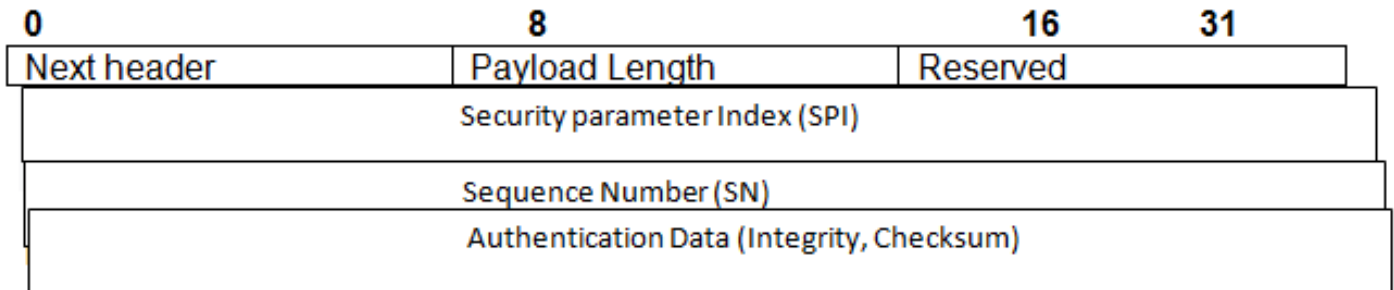 0 8 16 31
Next header Payload Length Reserved
Security parameter Index (SPI)
Sequence Number (SN)
Authentication Data (Integrity, Checksum)